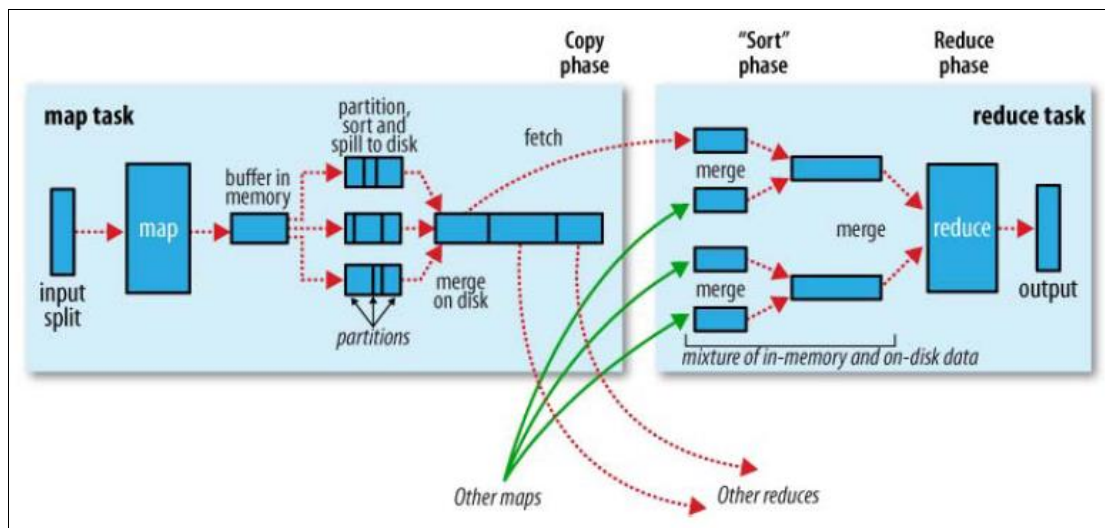 Copy
phase
"Sort"
phase
Reduce
phase
map task
partition,
sort and
spill to disk
fetch
reduce task
buffer in
memory
merge
map
merge
reduce
input
split
merge
on disk
merge
output
partitions
mixture of in-memory and on-disk data
Other maps
Other reduces